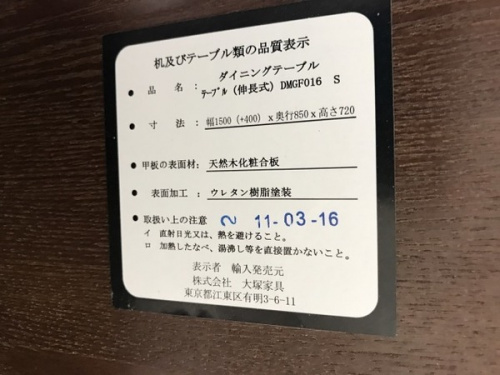 机及びテーブル類の品質表示
ダイニングテーブル
● 品　名： テーブル（伸長式）DMGF016 S
● 寸　法： 幅1500（+400）x奥行850x高さ720
● 甲板の表面材： 天然木化粧合板
● 表面加工： ウレタン樹脂塗装
● 取扱い上の注意 2 11-03-16
イ 直射日光又は、熱を避けること。
ロ 加熱したなべ、湯沸し等を直接置かないこと。
表示者 輸入発売元
株式会社 大塚家具
東京都江東区有明3-6-11